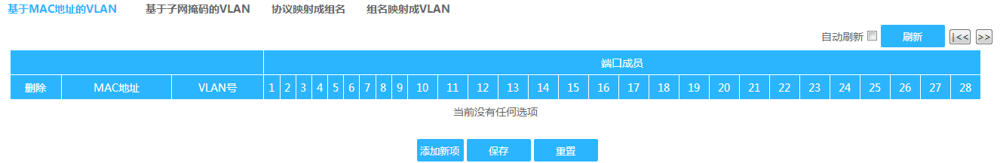 基于MAC地址的VLAN 基于子网掩码的VLAN 协议映射成组名 组名映射成VLAN
自动刷新 刷新 |<< >>
端口成员
删除 MAC地址 VLAN号 1 2 3 4 5 6 7 8 9 10 11 12 13 14 15 16 17 18 19 20 21 22 23 24 25 26 27 28
当前没有任何选项
添加新项 保存 重置